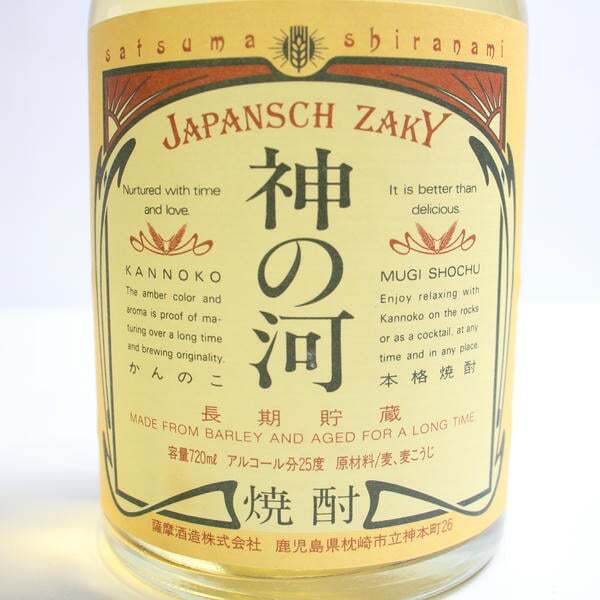 satsuma shiranami
JAPANSCH ZAKY
神の河
Nurtured with time
and love.
KANNOKO
The amber color and
aroma is proof of ma-
turing over a long time
and brewing originality.
かんのこ
It is better than
delicious.
MUGI SHOCHU
Enjoy relaxing with
Kannoko on the rocks
or as a cocktail, at any
time and in any place.
本格焼酎
長期貯蔵
MADE FROM BARLEY AND AGED FOR A LONG TIME
容量720ml アルコール分25度 原材料/麦、麦こうじ
焼酎
薩摩酒造株式会社 鹿児島県枕崎市立神本町26